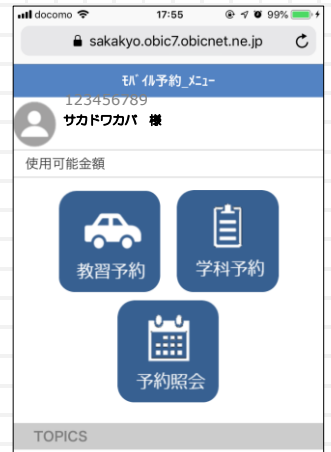 docomo 17:55 99%
sakakyo.obic7.obicnet.ne.jp
ﾓﾊﾞｲﾙ予約_ﾒﾆｭｰ
123456789
サカドワカバ 様
使用可能金額
教習予約 学科予約
予約照会
TOPICS